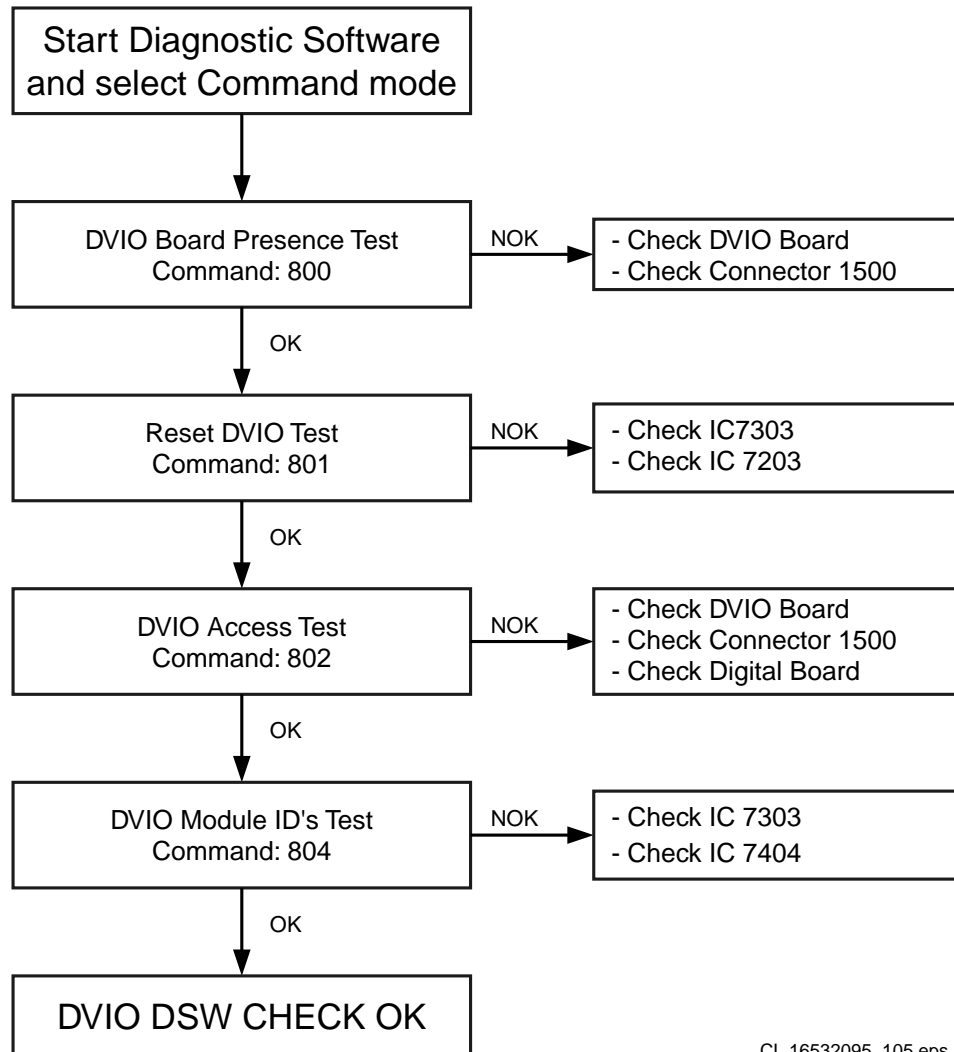 Start Diagnostic Software
and select Command mode
DVIO Board Presence Test
Command: 800
NOK
- Check DVIO Board
- Check Connector 1500
OK
Reset DVIO Test
Command: 801
NOK
- Check IC7303
- Check IC 7203
OK
DVIO Access Test
Command: 802
NOK
- Check DVIO Board
- Check Connector 1500
- Check Digital Board
OK
DVIO Module ID's Test
Command: 804
NOK
- Check IC 7303
- Check IC 7404
OK
DVIO DSW CHECK OK
CL 16532095_105.eps